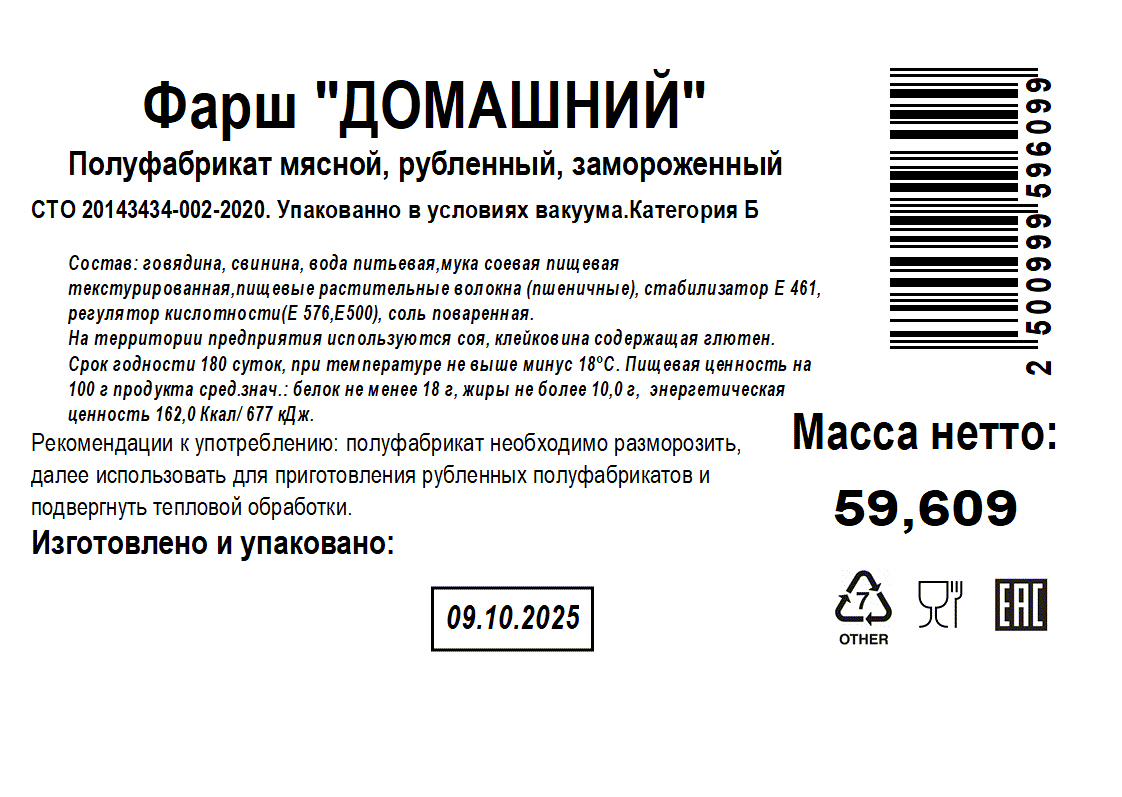 Фарш "ДОМАШНИЙ"
Полуфабрикат мясной, рубленный, замороженный
СТО 20143434-002-2020. Упакованно в условиях вакуума.Категория Б
Состав: говядина, свинина, вода питьевая,мука соевая пищевая
текстурированная,пищевые растительные волокна (пшеничные), стабилизатор Е 461,
регулятор кислотности(Е 576,Е500), соль поваренная.
На территории предприятия используются соя, клейковина содержащая глютен.
Срок годности 180 суток, при температуре не выше минус 18°С. Пищевая ценность на
100 г продукта сред.знач.: белок не менее 18 г, жиры не более 10,0 г,  энергетическая
ценность 162,0 Ккал/ 677 кДж.
Рекомендации к употреблению: полуфабрикат необходимо разморозить,
далее использовать для приготовления рубленных полуфабрикатов и
подвергнуть тепловой обработки.
Изготовлено и упаковано:
09.10.2025
2 500999 596099
Масса нетто:
59,609
7
OTHER
EAC